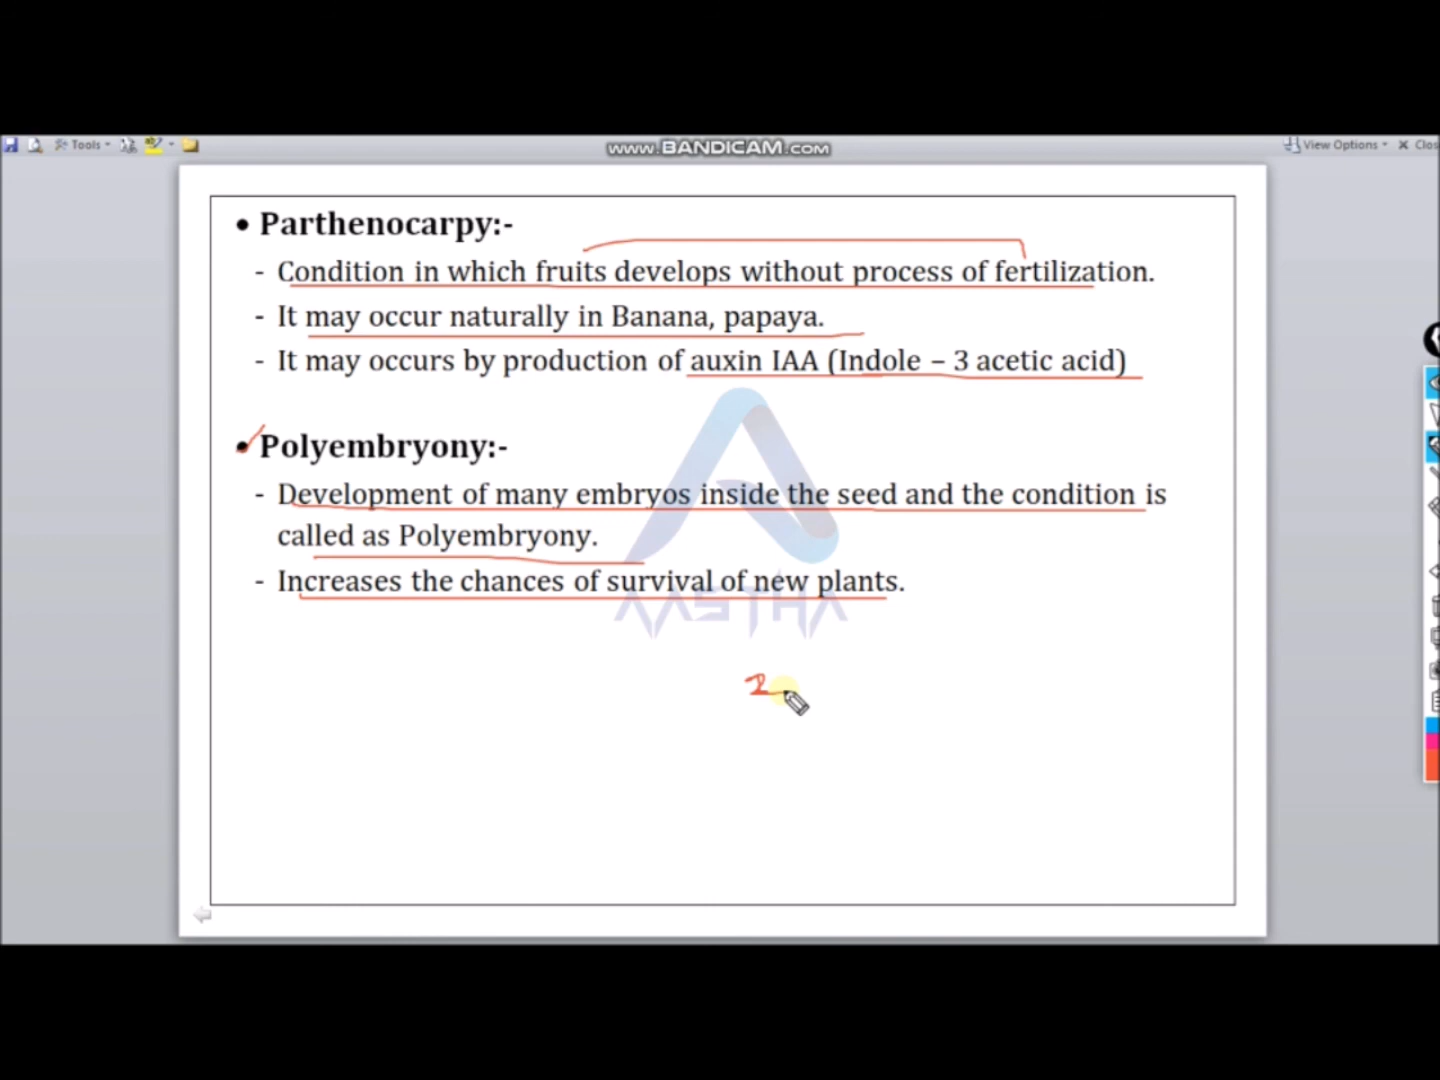 Tools
www.BANDICAM.com
View Options
Clos
• Parthenocarpy:-
- Condition in which fruits develops without process of fertilization.
- It may occur naturally in Banana, papaya.
- It may occurs by production of auxin IAA (Indole – 3 acetic acid)
• Polyembryony:-
- Development of many embryos inside the seed and the condition is
called as Polyembryony.
- Increases the chances of survival of new plants.
AASTHA
2